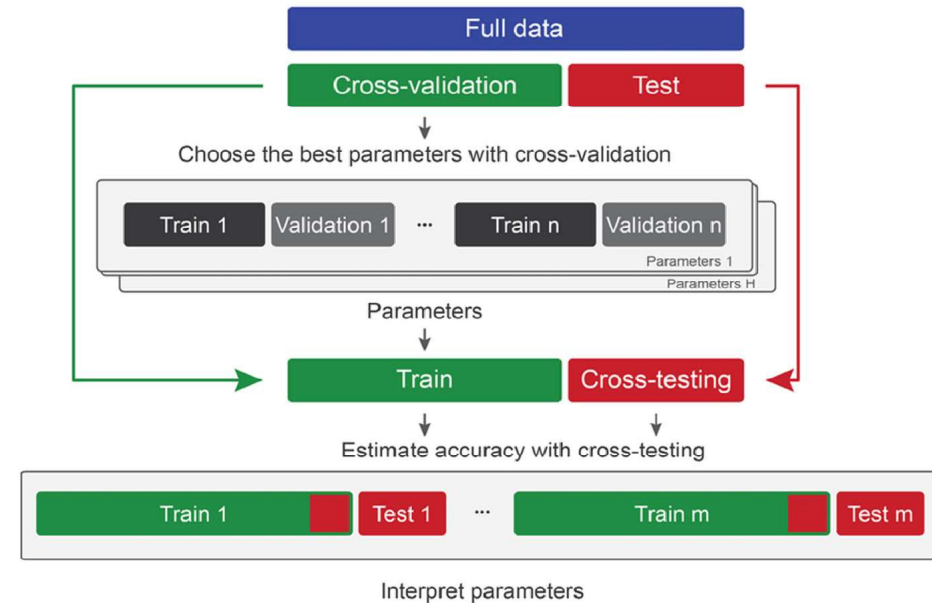 Full data
Cross-validation Test
Choose the best parameters with cross-validation
Train 1 Validation 1 ... Train n Validation n
Parameters 1
Parameters H
Parameters
Train Cross-testing
Estimate accuracy with cross-testing
Train 1 Test 1 ... Train m Test m
Interpret parameters